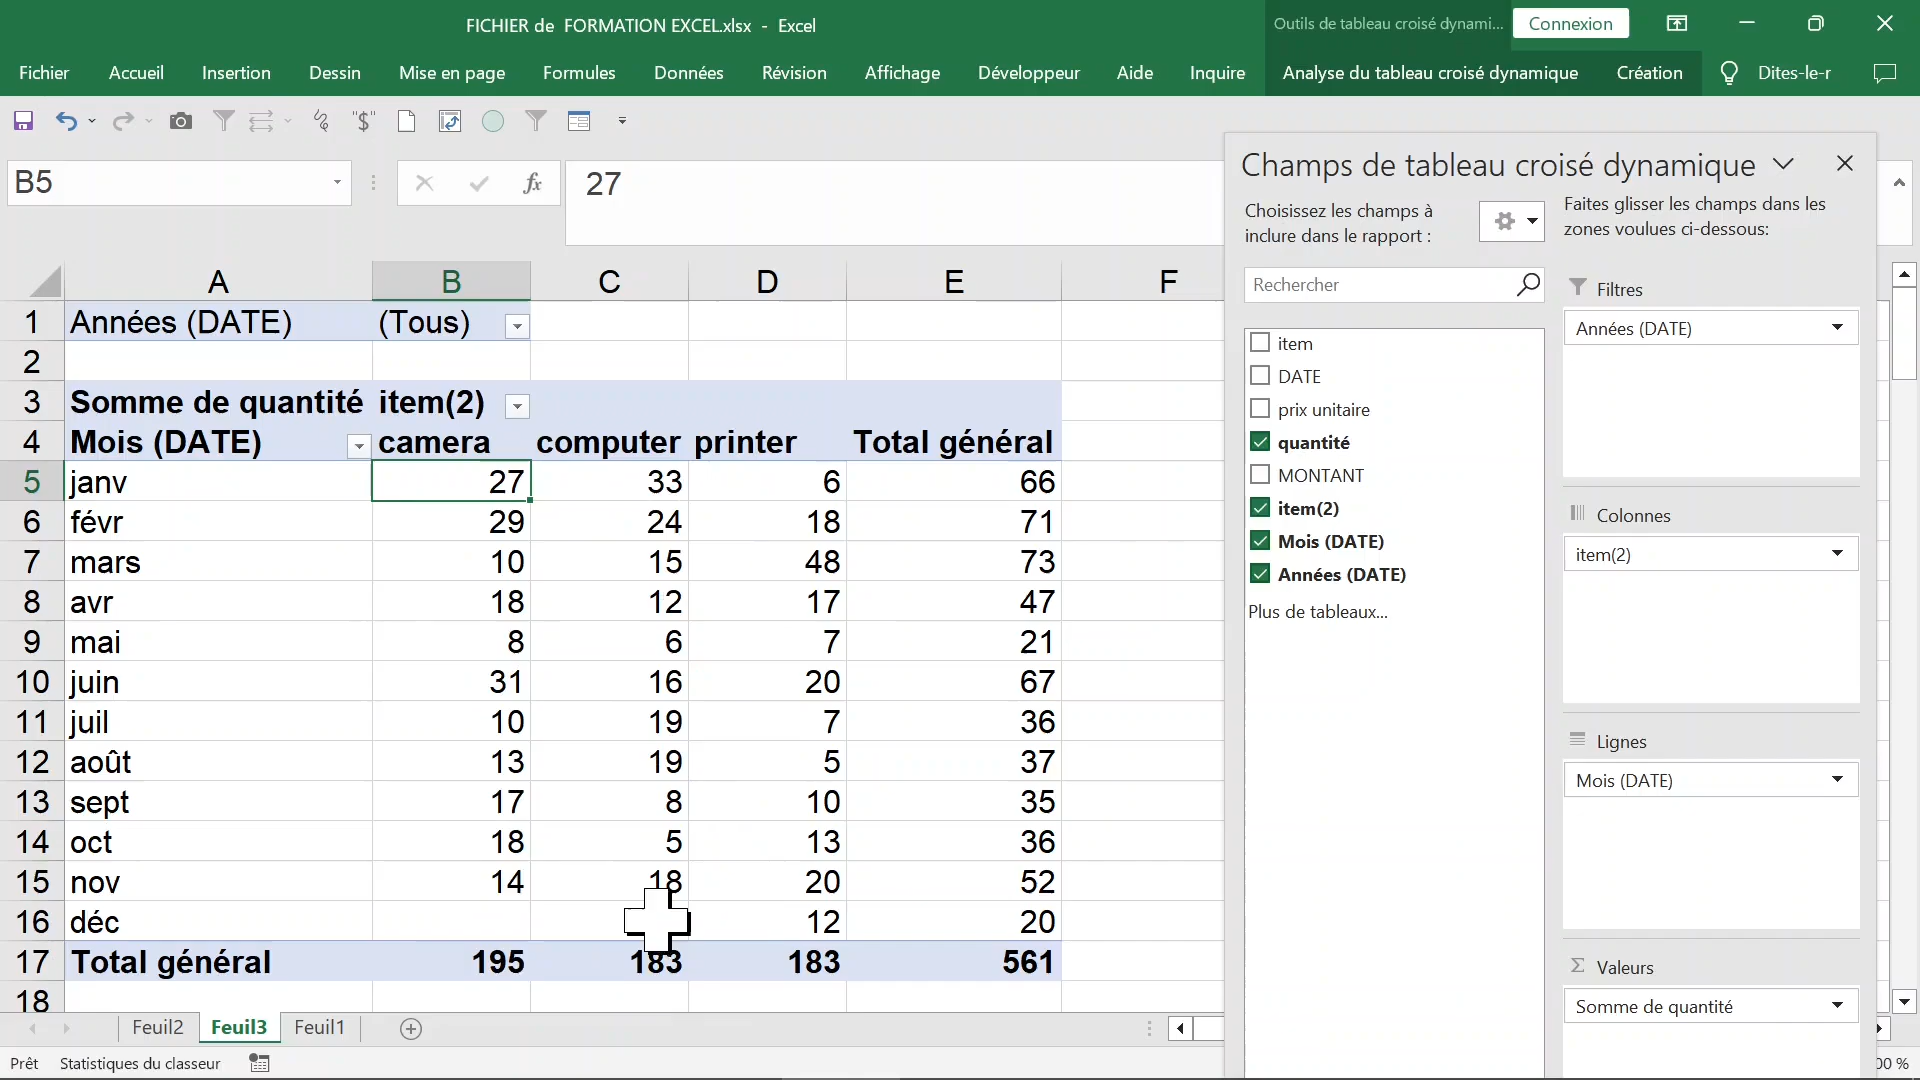 FICHIER de FORMATION EXCEL.xlsx - Excel
Outils de tableau croisé dynami...
Connexion
Fichier Accueil Insertion Dessin Mise en page Formules Données Révision Affichage Développeur Aide Inquire Analyse du tableau croisé dynamique Création Dites-le-r
"$"
B5
fx
27
Champs de tableau croisé dynamique
Choisissez les champs à
inclure dans le rapport :
Faites glisser les champs dans les
zones voulues ci-dessous:
Rechercher
item
DATE
prix unitaire
quantité
MONTANT
item(2)
Mois (DATE)
Années (DATE)
Plus de tableaux...
Filtres
Années (DATE)
Colonnes
item(2)
Lignes
Mois (DATE)
Σ Valeurs
Somme de quantité
A B C D E F
1 Années (DATE) (Tous)
2
3 Somme de quantité item(2)
4 Mois (DATE) camera computer printer Total général
5 janv 27 33 6 66
6 févr 29 24 18 71
7 mars 10 15 48 73
8 avr 18 12 17 47
9 mai 8 6 7 21
10 juin 31 16 20 67
11 juil 10 19 7 36
12 août 13 19 5 37
13 sept 17 8 10 35
14 oct 18 5 13 36
15 nov 14 18 20 52
16 déc 12 20
17 Total général 195 183 183 561
18
Feuil2 Feuil3 Feuil1
Prêt Statistiques du classeur
00 %